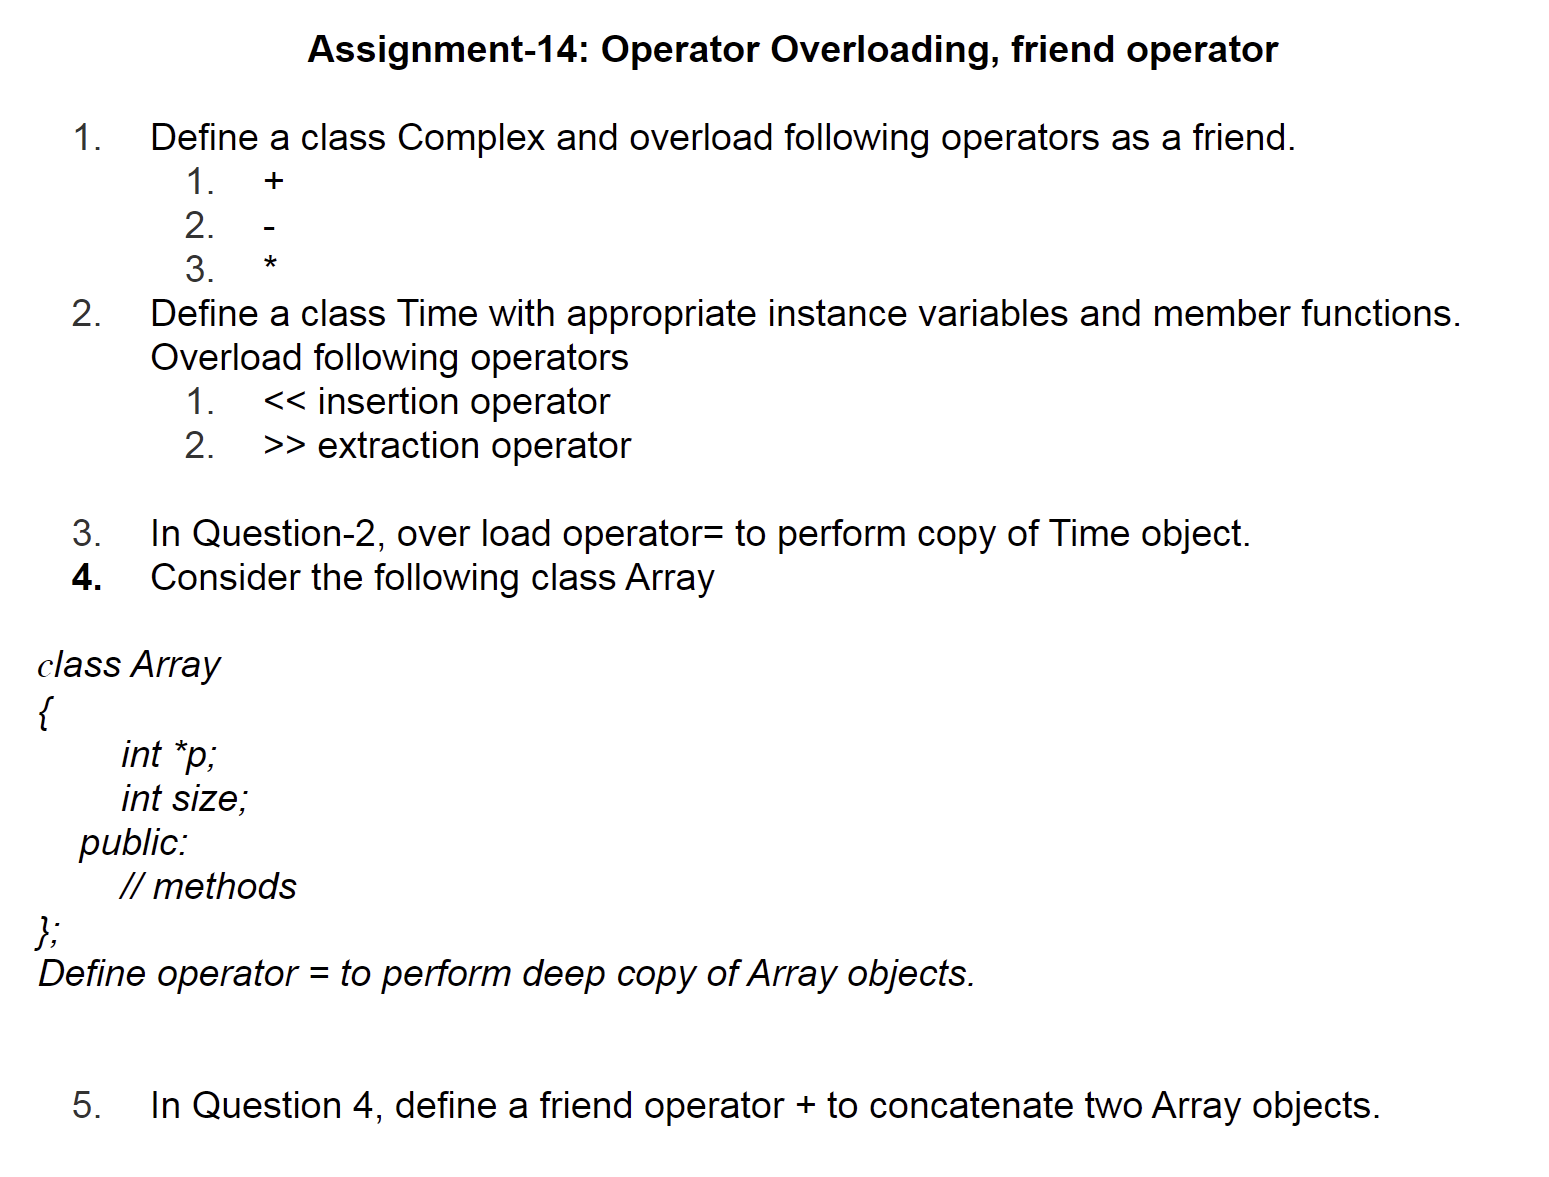 Assignment-14: Operator Overloading, friend operator
1. Define a class Complex and overload following operators as a friend.
1. +
2. -
3. *
2. Define a class Time with appropriate instance variables and member functions.
Overload following operators
1. << insertion operator
2. >> extraction operator
3. In Question-2, over load operator= to perform copy of Time object.
4. Consider the following class Array
class Array
{
int *p;
int size;
public:
// methods
};
Define operator = to perform deep copy of Array objects.
5. In Question 4, define a friend operator + to concatenate two Array objects.